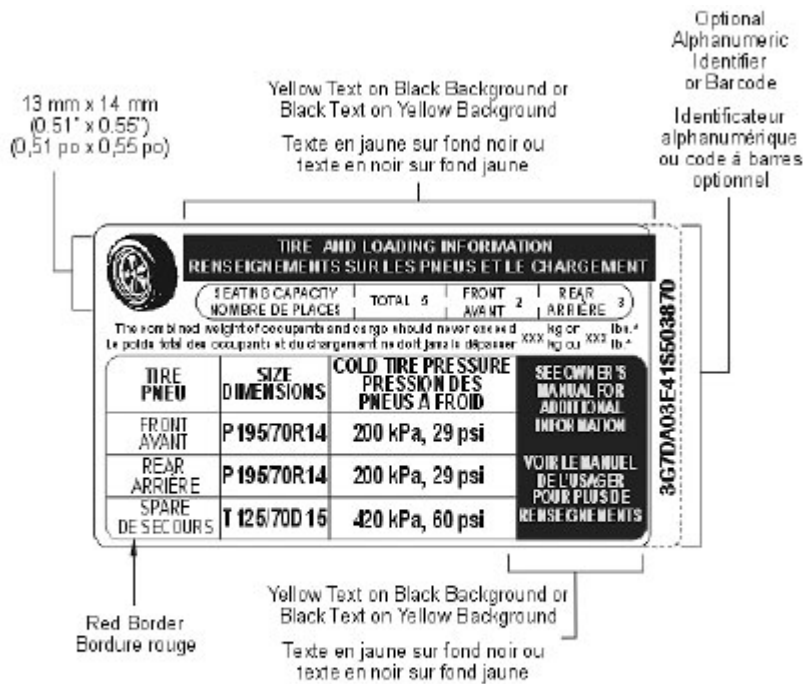 Optional
Alphanumeric
Identifier
or Barcode
Identificateur
alphanumérique
ou code à barres
optionnel
13 mm x 14 mm
(0.51" x 0.55")
(0,51 po x 0,55 po)
Yellow Text on Black Background or
Black Text on Yellow Background
Texte en jaune sur fond noir ou
texte en noir sur fond jaune
TIRE AND LOADING INFORMATION
RENSEIGNEMENTS SUR LES PNEUS ET LE CHARGEMENT
SEATING CAPACITY
NOMBRE DE PLACES
TOTAL 5
FRONT
AVANT 2
REAR
ARRIÈRE 3
The combined weight of occupants and cargo should never exceed XXX kg or XXX lbs.*
Le poids total des occupants et du chargement ne doit jamais dépasser XXX kg ou XXX lb.*
TIRE
PNEU
SIZE
DIMENSIONS
COLD TIRE PRESSURE
PRESSION DES
PNEUS A FROID
FRONT
AVANT
P195/70R14
200 kPa, 29 psi
REAR
ARRIÈRE
P195/70R14
200 kPa, 29 psi
SPARE
DE SECOURS
T125/70D15
420 kPa, 60 psi
SEE OWNER'S
MANUAL FOR
ADDITIONAL
INFORMATION
VOIR LE MANUEL
DE L'USAGER
POUR PLUS DE
RENSEIGNEMENTS
3G7DA03E41S503870
Red Border
Bordure rouge
Yellow Text on Black Background or
Black Text on Yellow Background
Texte en jaune sur fond noir ou
texte en noir sur fond jaune